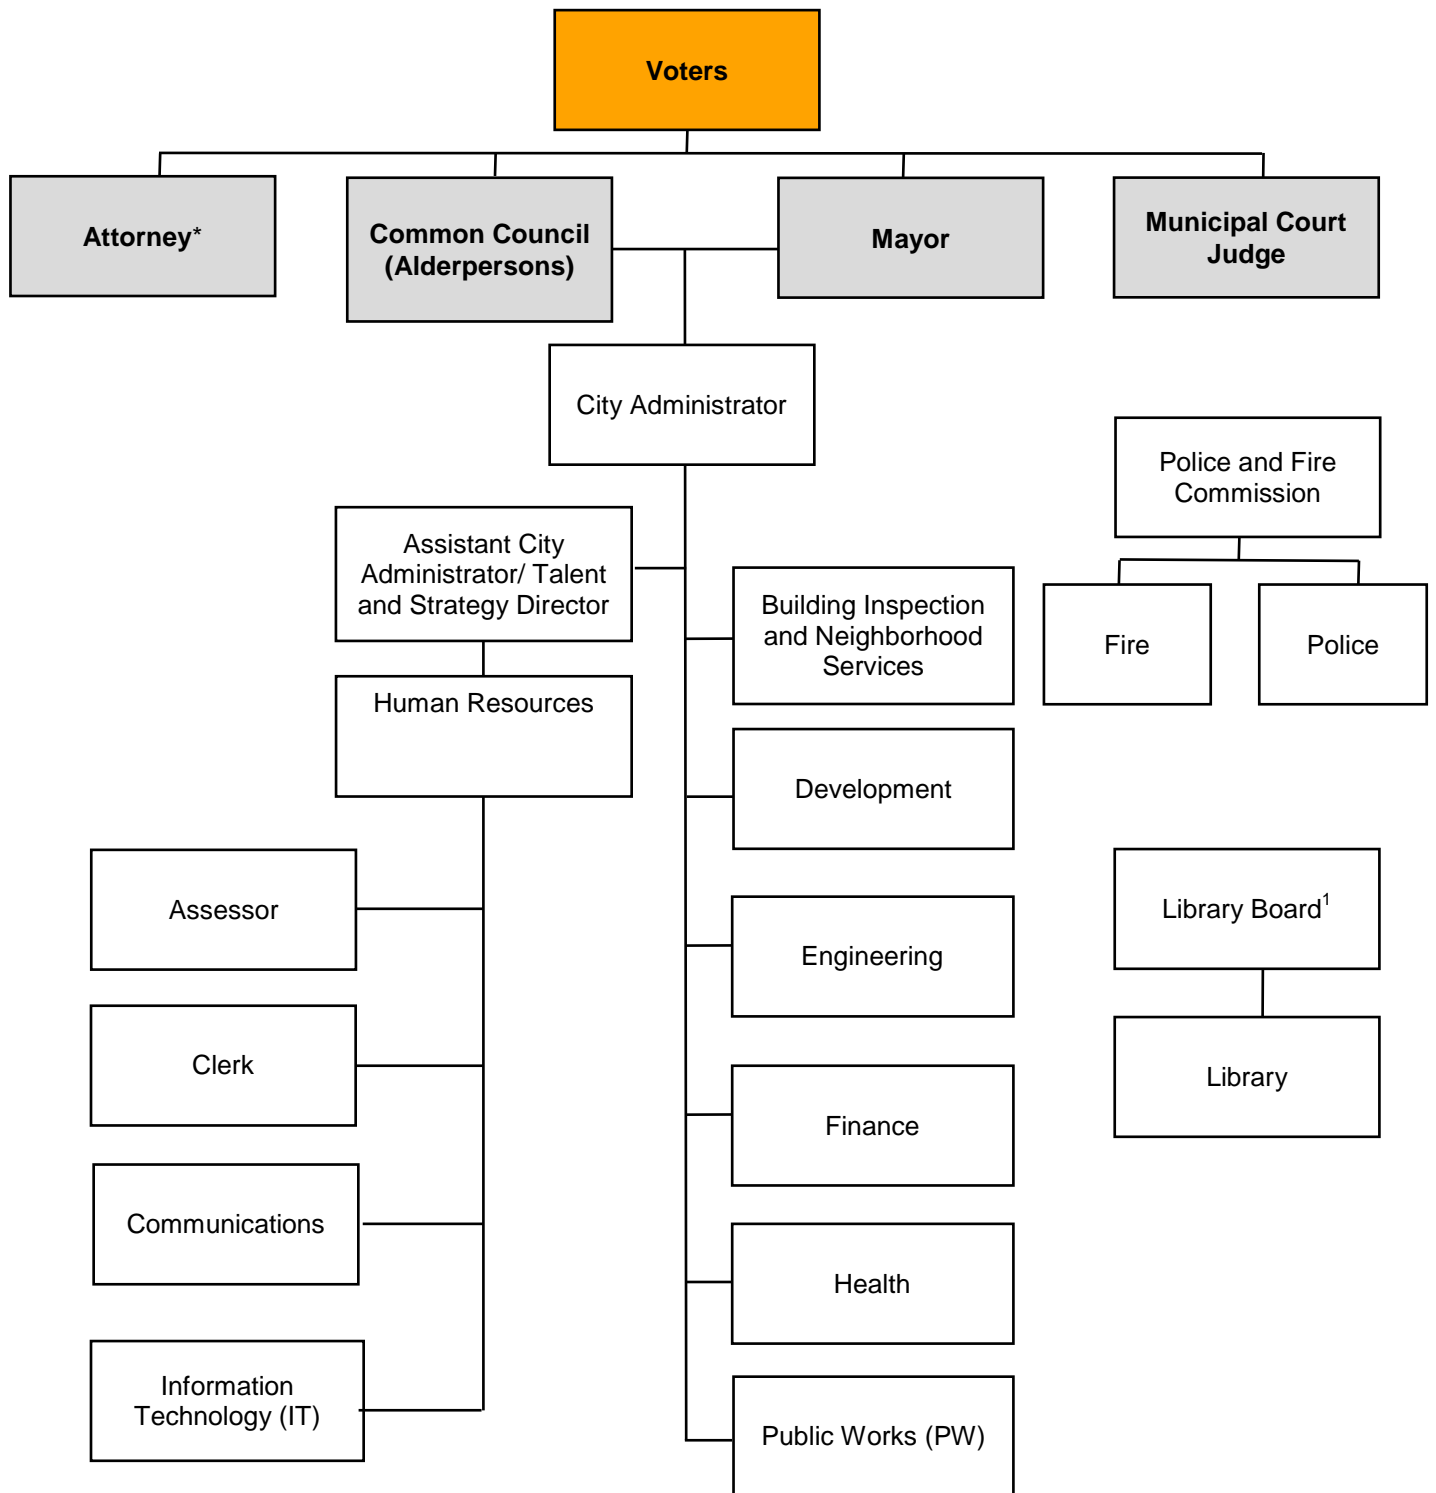 Voters
Attorney*
Common Council
(Alderpersons)
Mayor
Municipal Court
Judge
City Administrator
Police and Fire
Commission
Assistant City
Administrator/ Talent
and Strategy Director
Building Inspection
and Neighborhood
Services
Fire
Police
Human Resources
Development
Assessor
Library Board¹
Engineering
Clerk
Library
Finance
Communications
Health
Information
Technology (IT)
Public Works (PW)